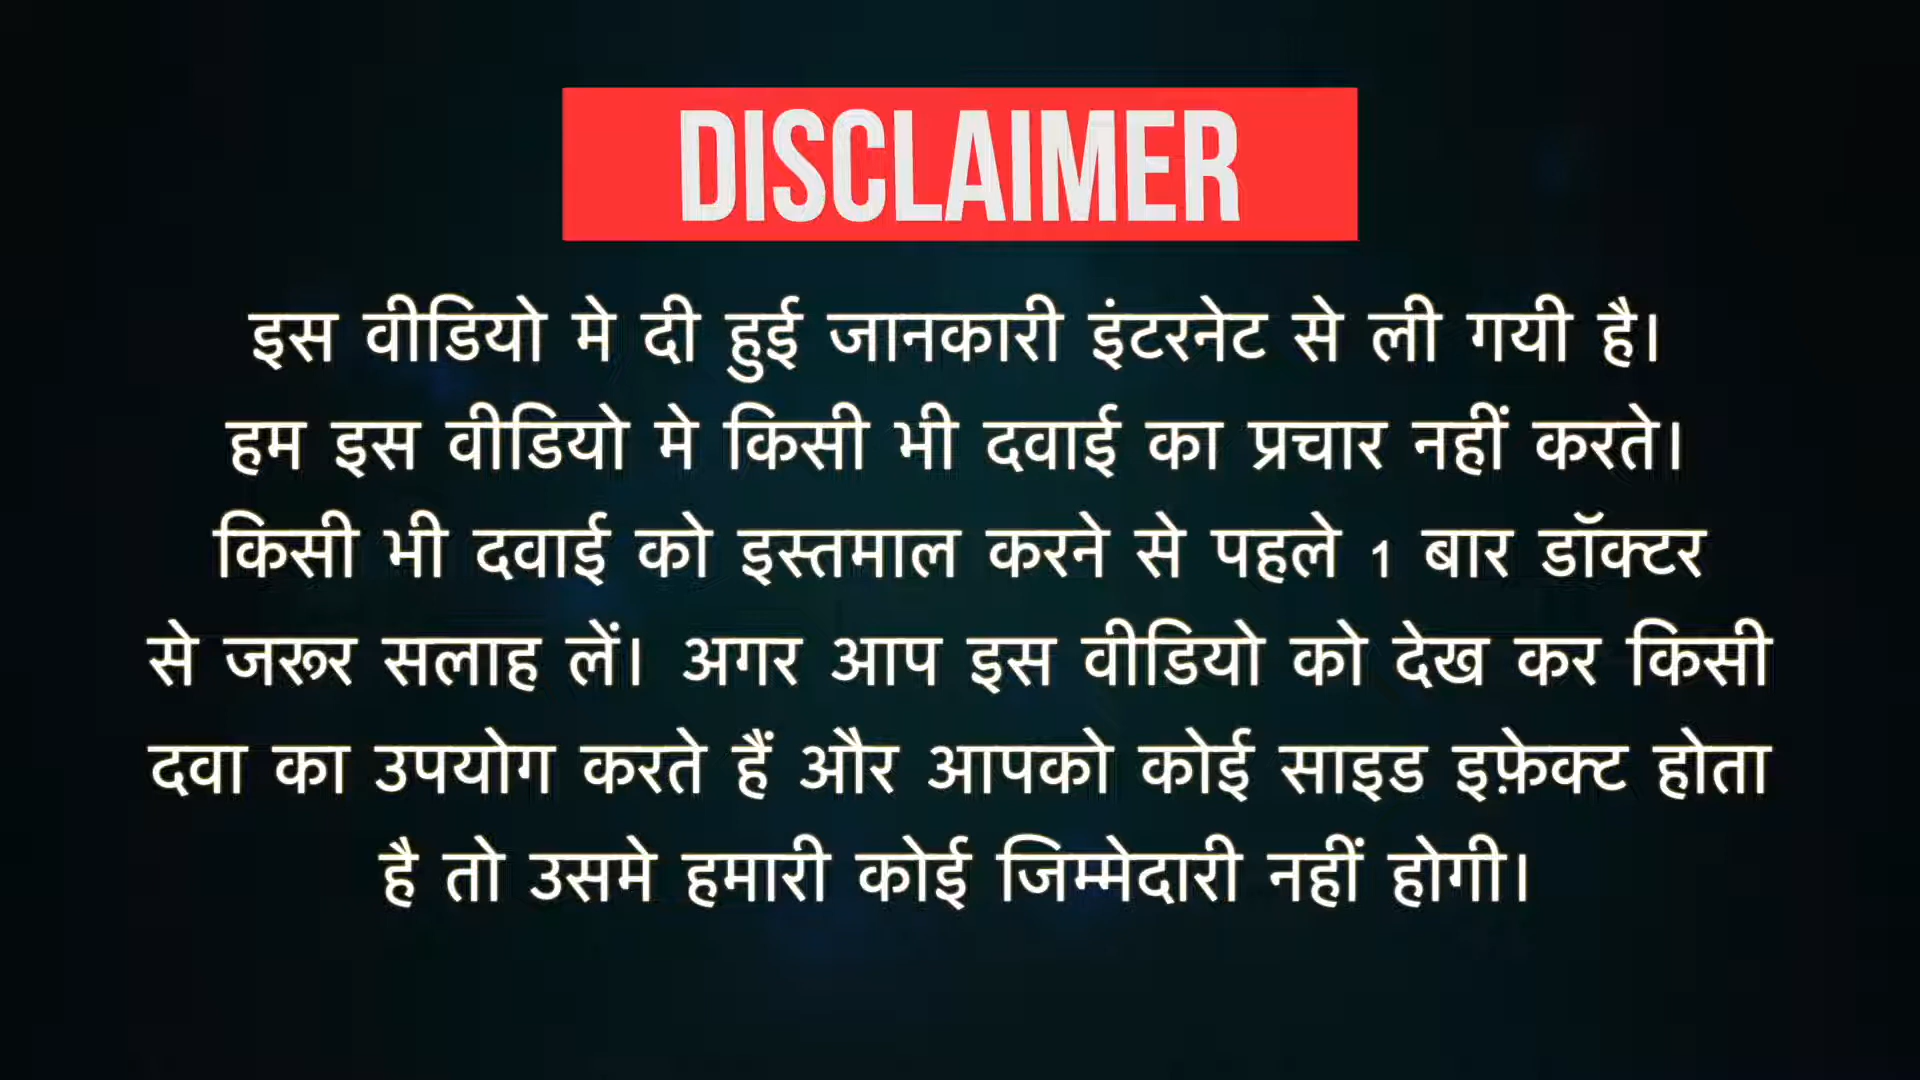 DISCLAIMER
इस वीडियो मे दी हुई जानकारी इंटरनेट से ली गयी है।
हम इस वीडियो मे किसी भी दवाई का प्रचार नहीं करते।
किसी भी दवाई को इस्तमाल करने से पहले 1 बार डॉक्टर
से जरूर सलाह लें। अगर आप इस वीडियो को देख कर किसी
दवा का उपयोग करते हैं और आपको कोई साइड इफ़ेक्ट होता
है तो उसमे हमारी कोई जिम्मेदारी नहीं होगी।